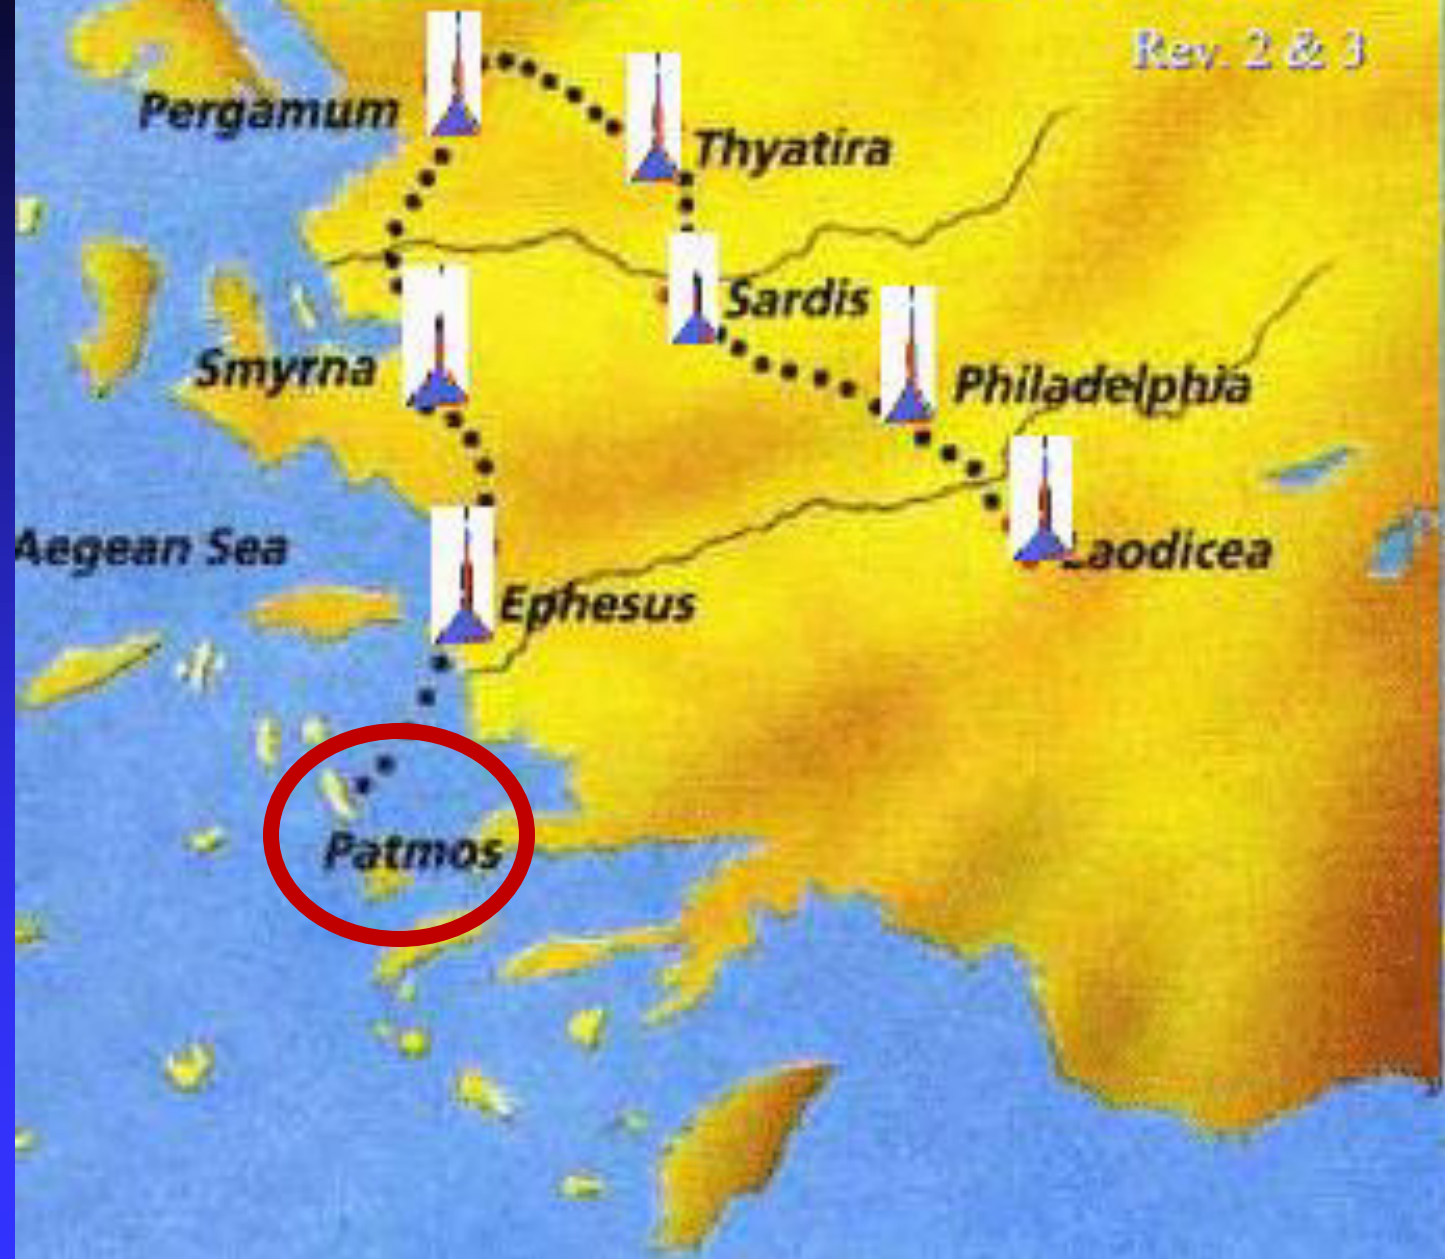 Rev. 2 & 3
Pergamum
Thyatira
Sardis
Smyrna
Philadelphia
Aegean Sea
Laodicea
Ephesus
Patmos